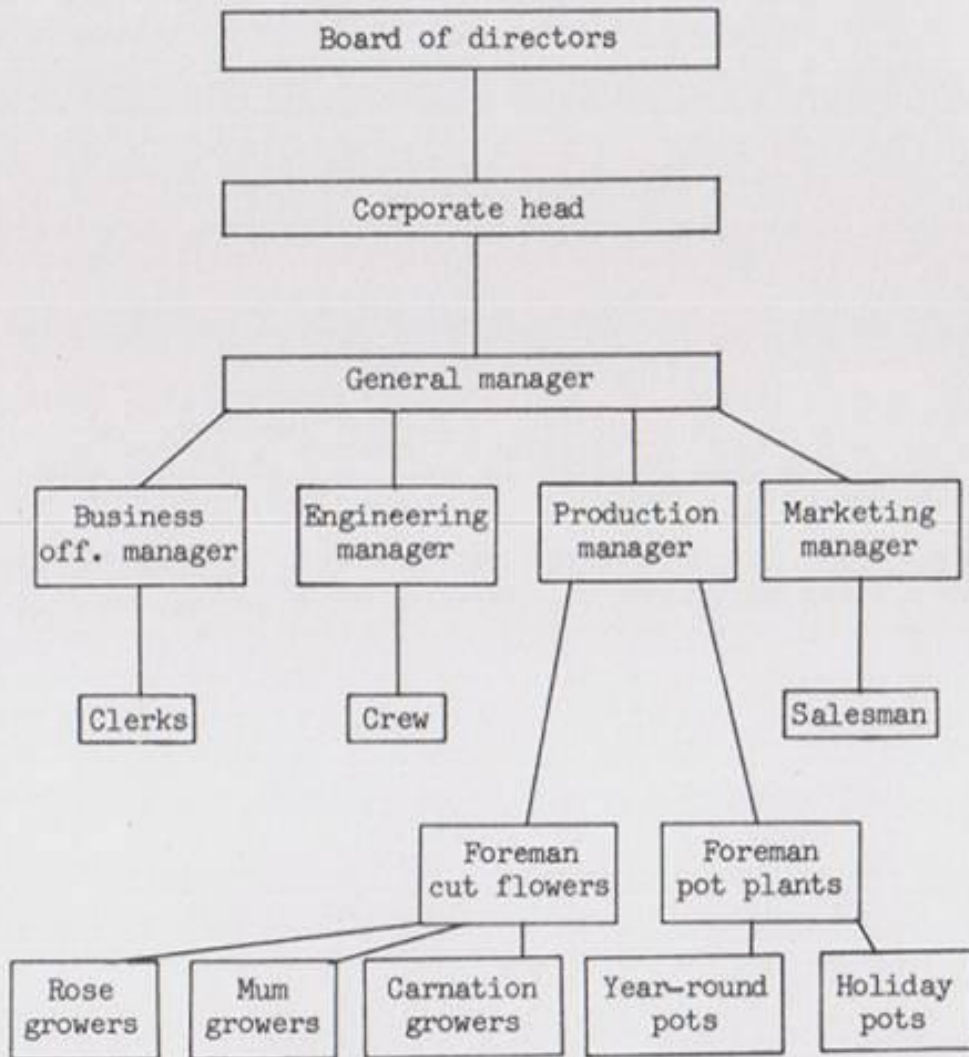 Board of directors
Corporate head
General manager
Business
off. manager
Engineering
manager
Production
manager
Marketing
manager
Clerks
Crew
Salesman
Foreman
cut flowers
Foreman
pot plants
Rose
growers
Mum
growers
Carnation
growers
Year-round
pots
Holiday
pots